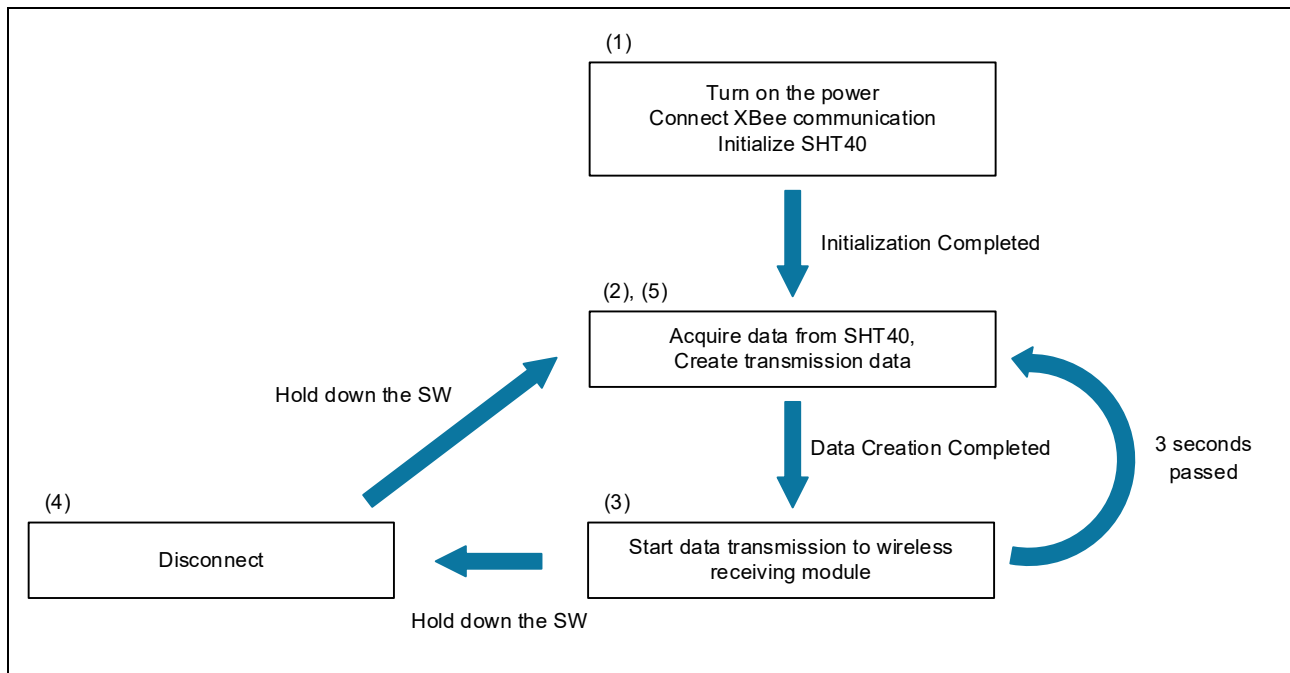 (1)
Turn on the power
Connect XBee communication
Initialize SHT40
Initialization Completed
(2), (5)
Acquire data from SHT40,
Create transmission data
Hold down the SW
Data Creation Completed
3 seconds
passed
(4)
Disconnect
(3)
Start data transmission to wireless
receiving module
Hold down the SW